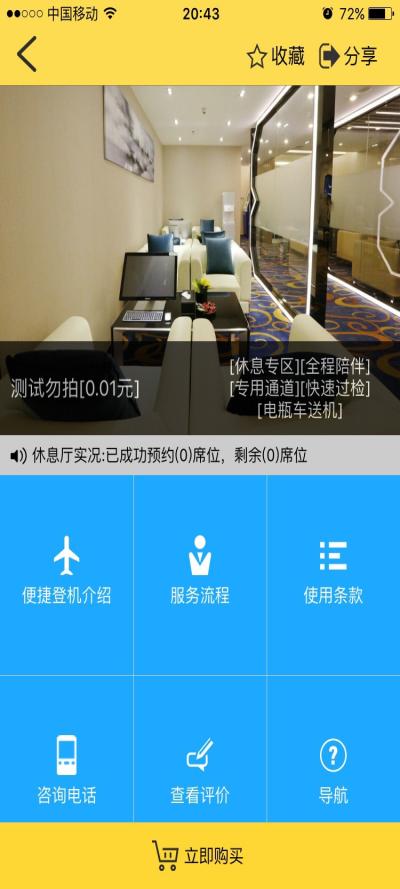 中国移动 20:43 72%
收藏 分享
[休息专区][全程陪伴]
测试勿拍[0.01元] [专用通道][快速过检]
[电瓶车送机]
休息厅实况:已成功预约(0)席位，剩余(0)席位
便捷登机介绍 服务流程 使用条款
咨询电话 查看评价 导航
立即购买